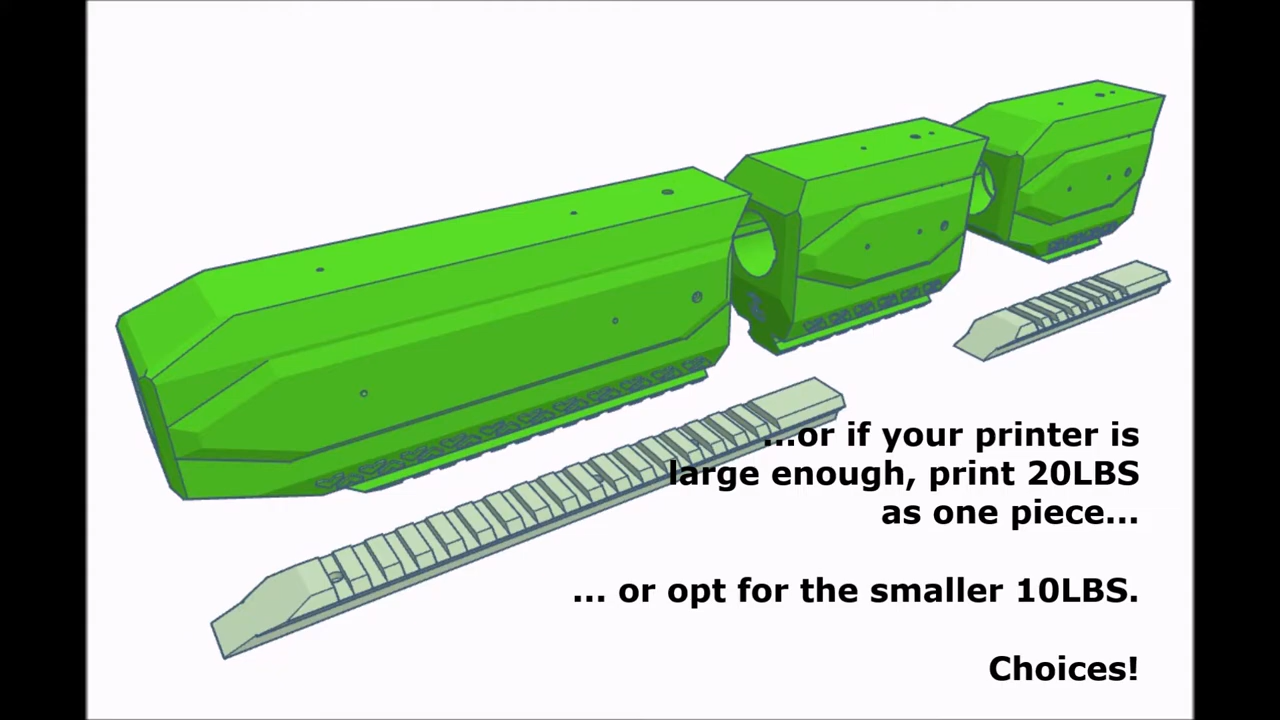 ...or if your printer is
large enough, print 20LBS
as one piece...
... or opt for the smaller 10LBS.
Choices!